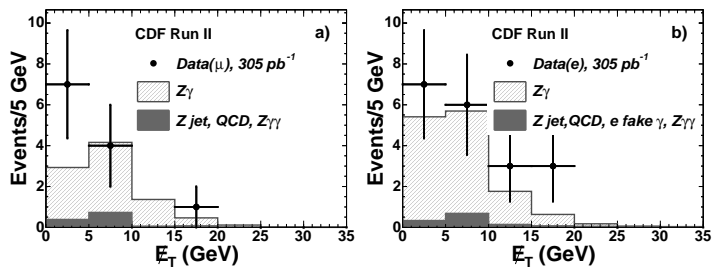 CDF Run II
a)
Data(μ), 305 pb⁻¹
Zγ
Z jet, QCD, Zγγ
Events/5 GeV
10
8
6
4
2
0
0 5 10 15 20 25 30 35
E̸_T (GeV)
CDF Run II
b)
Data(e), 305 pb⁻¹
Zγ
Z jet,QCD, e fake γ, Zγγ
Events/5 GeV
10
8
6
4
2
0
0 5 10 15 20 25 30 35
E̸_T (GeV)